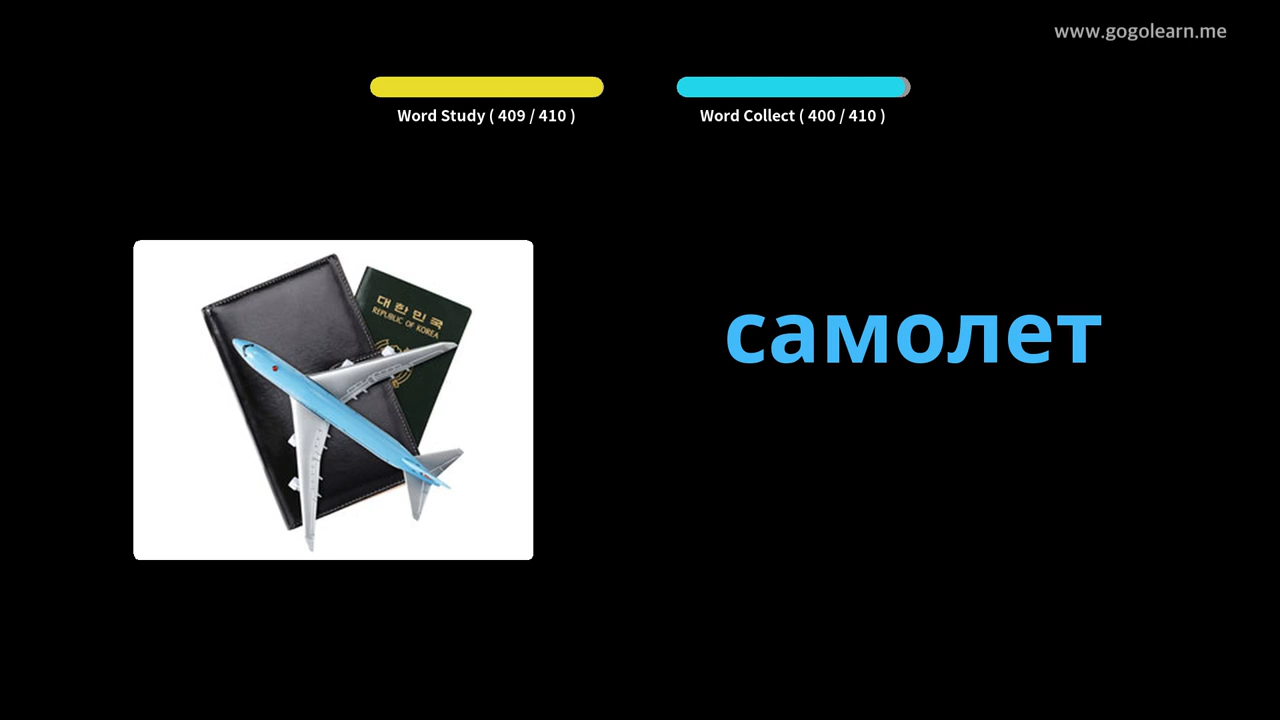 www.gogolearn.me
Word Study ( 409 / 410 )
Word Collect ( 400 / 410 )
대한민국
REPUBLIC OF KOREA
самолет